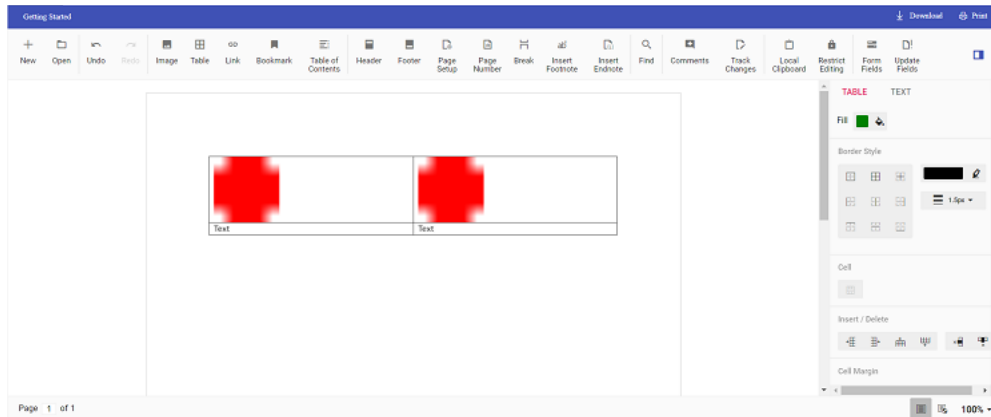 Getting Started Download Print
New Open Undo Redo Image Table Link Bookmark Table of Contents Header Footer Page Setup Page Number Break Insert Footnote Insert Endnote Find Comments Track Changes Local Clipboard Restrict Editing Form Fields Update Fields
TABLE TEXT
Fill
Border Style
1.5px
Text Text
Cell
Insert / Delete
Cell Margin
Page 1 of 1 100%